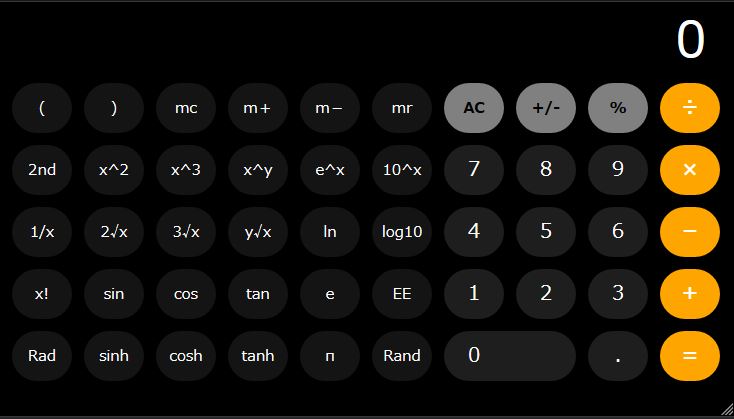 0
( ) mc m+ m− mr AC +/- % ÷
2nd x^2 x^3 x^y e^x 10^x 7 8 9 ×
1/x 2√x 3√x y√x ln log10 4 5 6 −
x! sin cos tan e EE 1 2 3 +
Rad sinh cosh tanh п Rand 0 . =